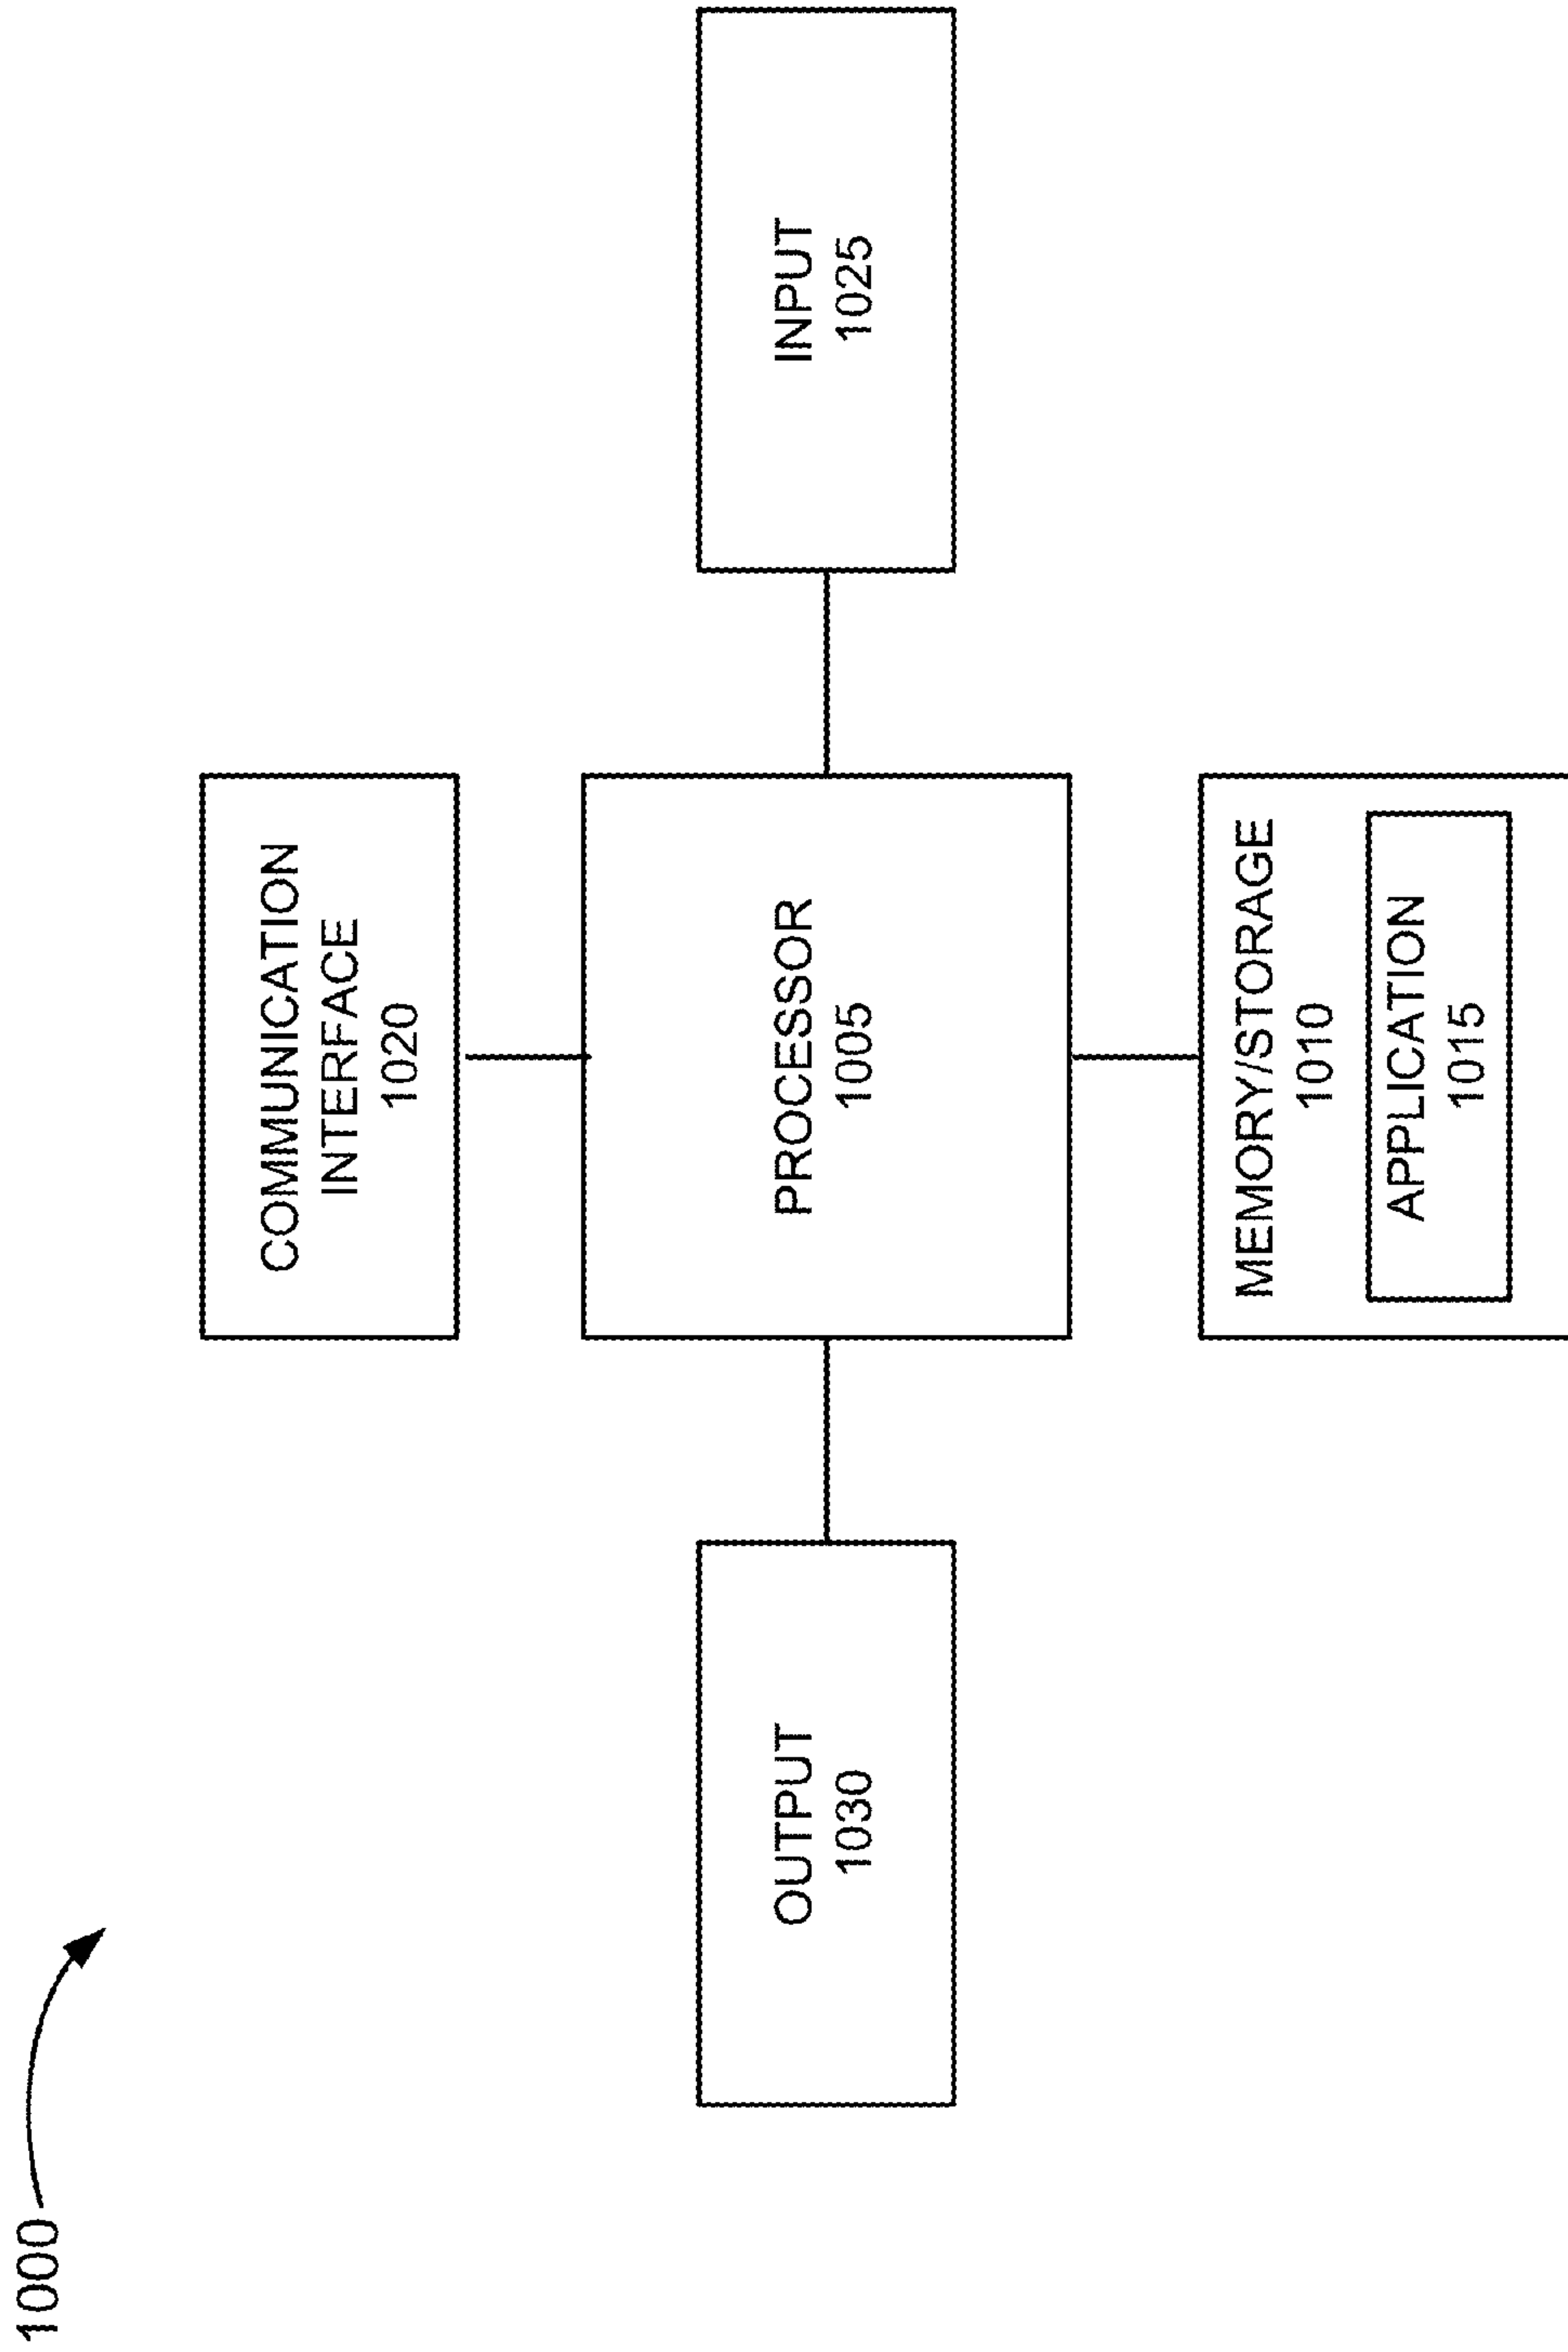 1000
COMMUNICATION
INTERFACE
1020
OUTPUT
1030
PROCESSOR
1005
INPUT
1025
MEMORY/STORAGE
1010
APPLICATION
1015